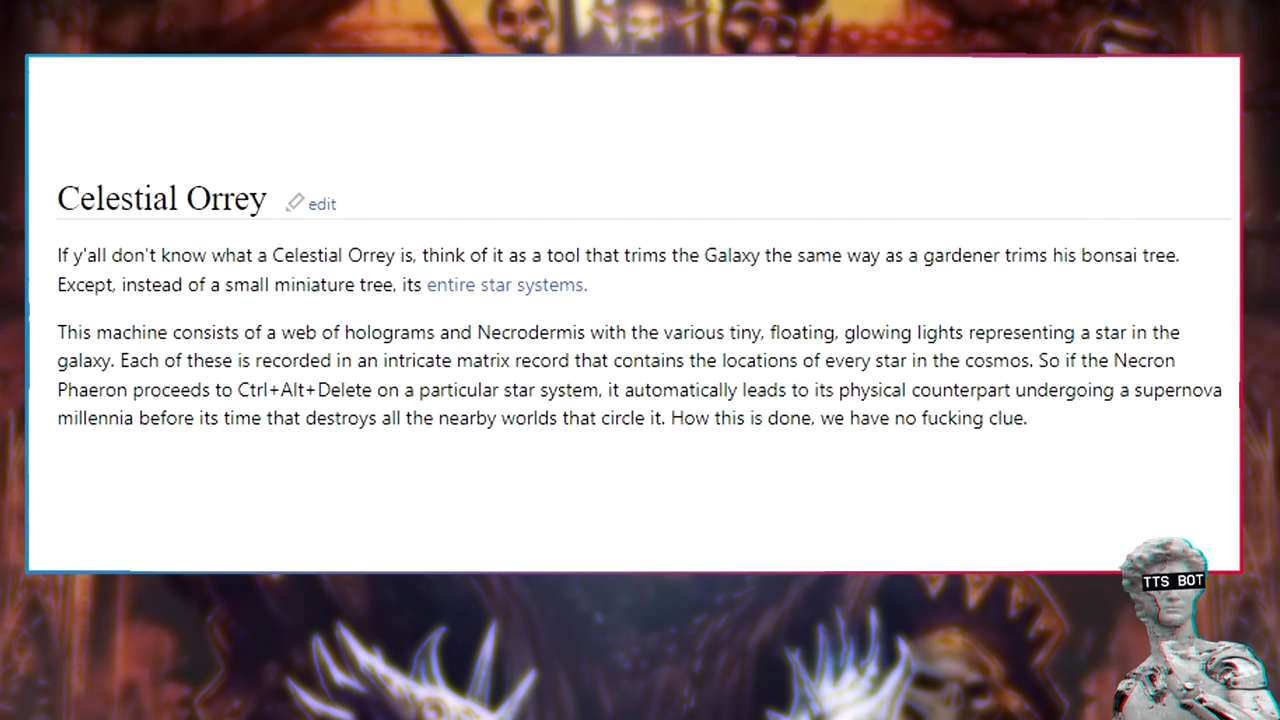 Celestial Orrey edit
If y'all don't know what a Celestial Orrey is, think of it as a tool that trims the Galaxy the same way as a gardener trims his bonsai tree.
Except, instead of a small miniature tree, its entire star systems.
This machine consists of a web of holograms and Necrodermis with the various tiny, floating, glowing lights representing a star in the
galaxy. Each of these is recorded in an intricate matrix record that contains the locations of every star in the cosmos. So if the Necron
Phaeron proceeds to Ctrl+Alt+Delete on a particular star system, it automatically leads to its physical counterpart undergoing a supernova
millennia before its time that destroys all the nearby worlds that circle it. How this is done, we have no fucking clue.
TTS BOT